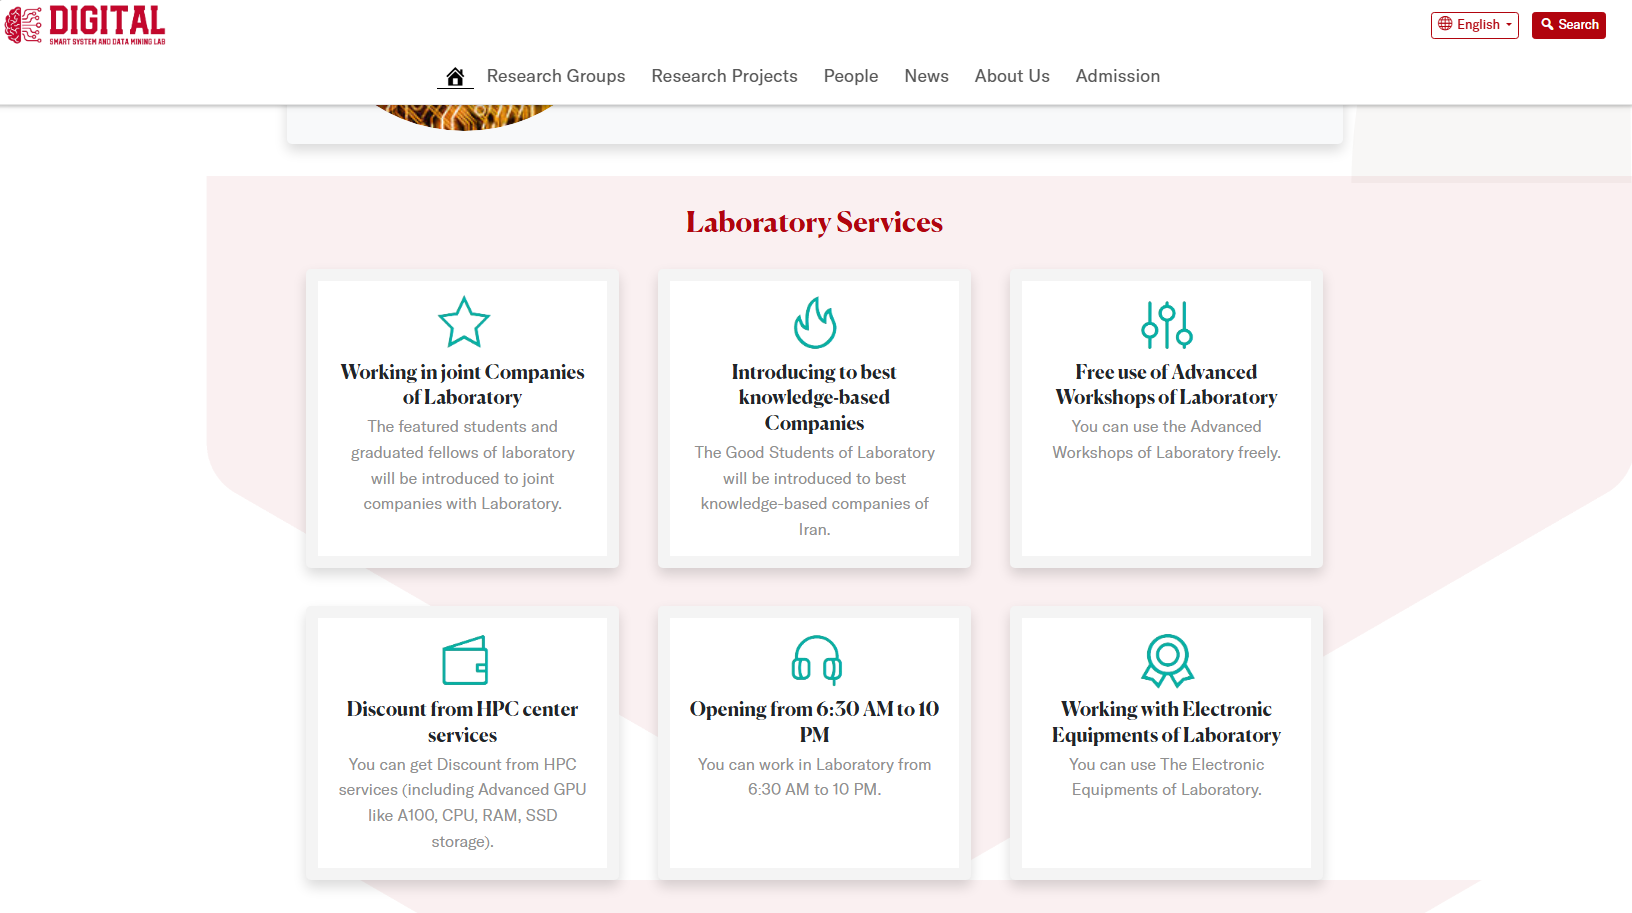 DIGITAL
SMART SYSTEM AND DATA MINING LAB
English
Search
Research Groups
Research Projects
People
News
About Us
Admission
Laboratory Services
Working in joint Companies
of Laboratory
The featured students and
graduated fellows of laboratory
will be introduced to joint
companies with Laboratory.
Introducing to best
knowledge-based
Companies
The Good Students of Laboratory
will be introduced to best
knowledge-based companies of
Iran.
Free use of Advanced
Workshops of Laboratory
You can use the Advanced
Workshops of Laboratory freely.
Discount from HPC center
services
You can get Discount from HPC
services (including Advanced GPU
like A100, CPU, RAM, SSD
storage).
Opening from 6:30 AM to 10
PM
You can work in Laboratory from
6:30 AM to 10 PM.
Working with Electronic
Equipments of Laboratory
You can use The Electronic
Equipments of Laboratory.